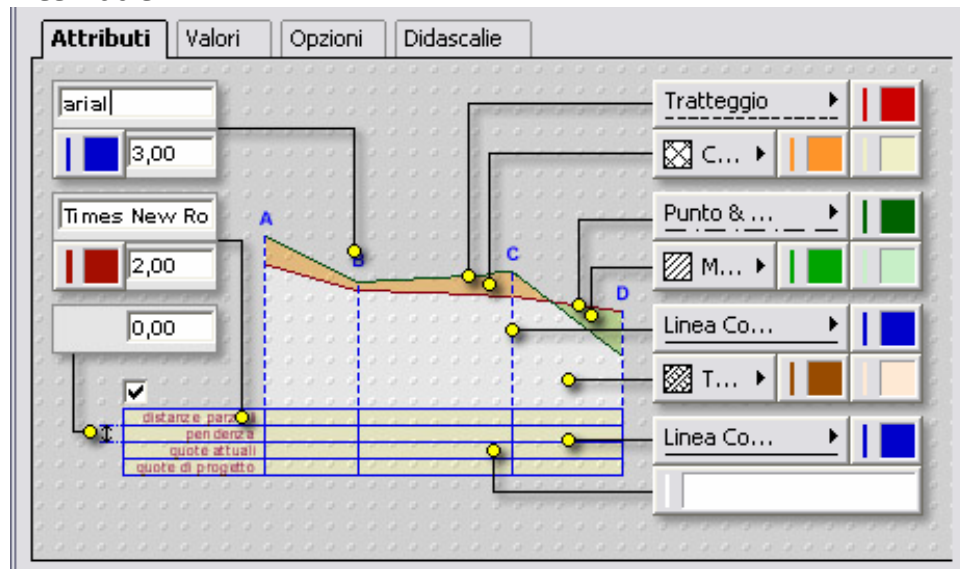 Attributi Valori Opzioni Didascalie
arial
3,00
Times New Ro
2,00
0,00
A
B
C
D
distanze parziali
pendenza
quote attuali
quote di progetto
Tratteggio
C...
Punto & ...
M...
Linea Co...
T...
Linea Co...